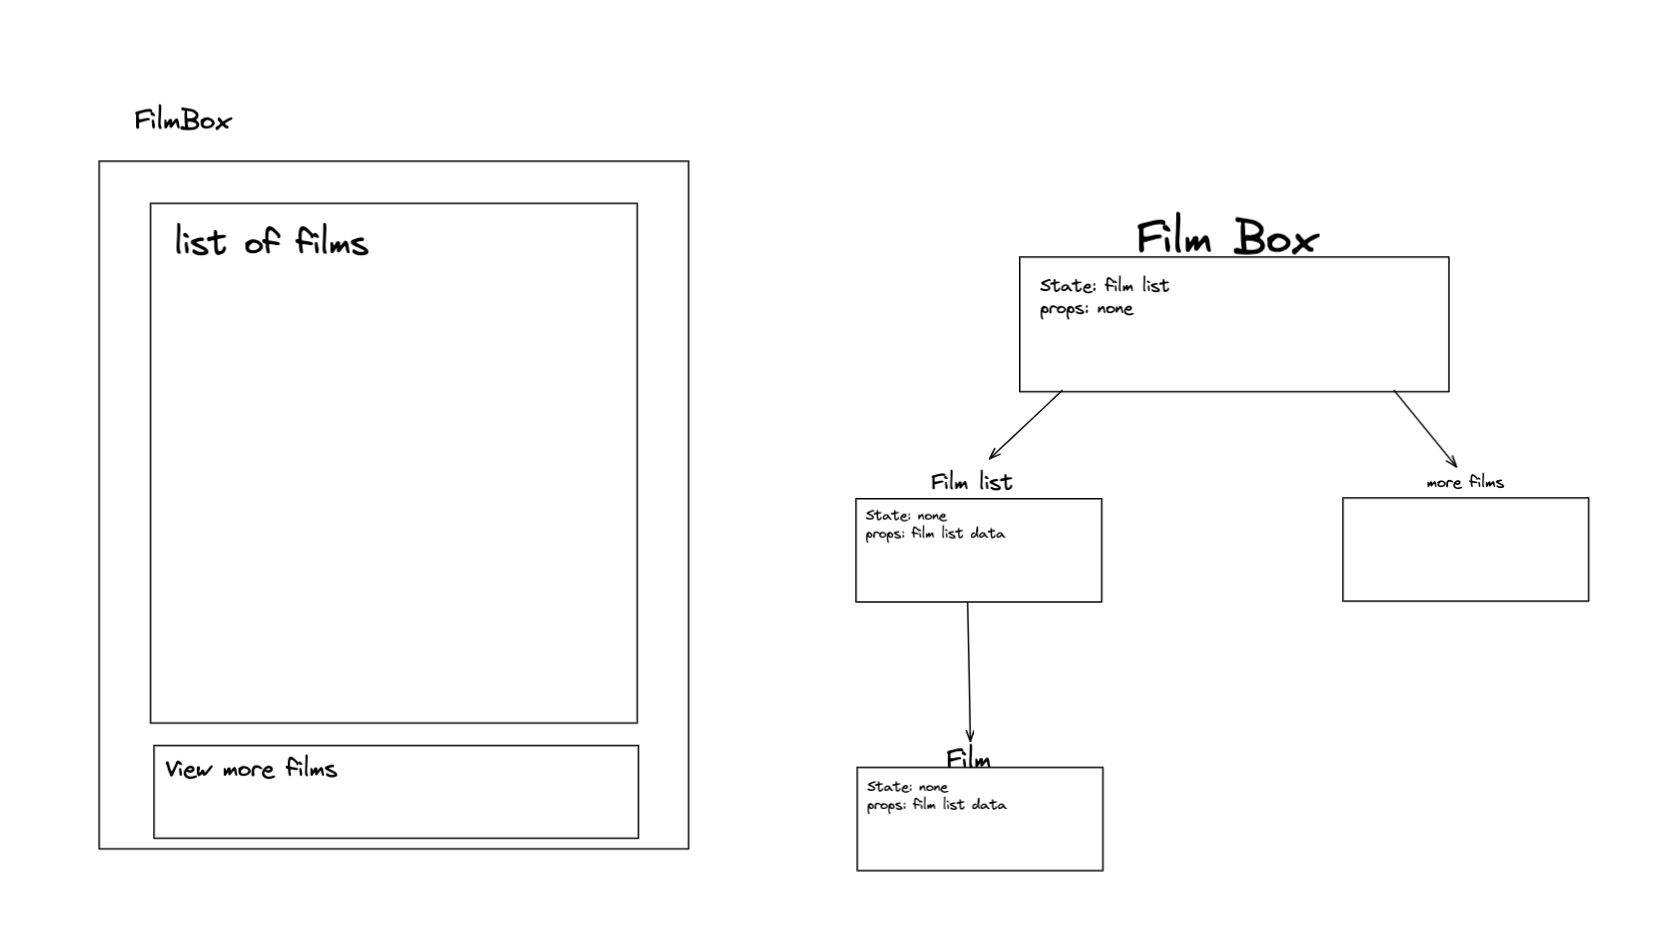 FilmBox
list of films
View more films
Film Box
State: film list
props: none
Film list
State: none
props: film list data
more films
Film
State: none
props: film list data